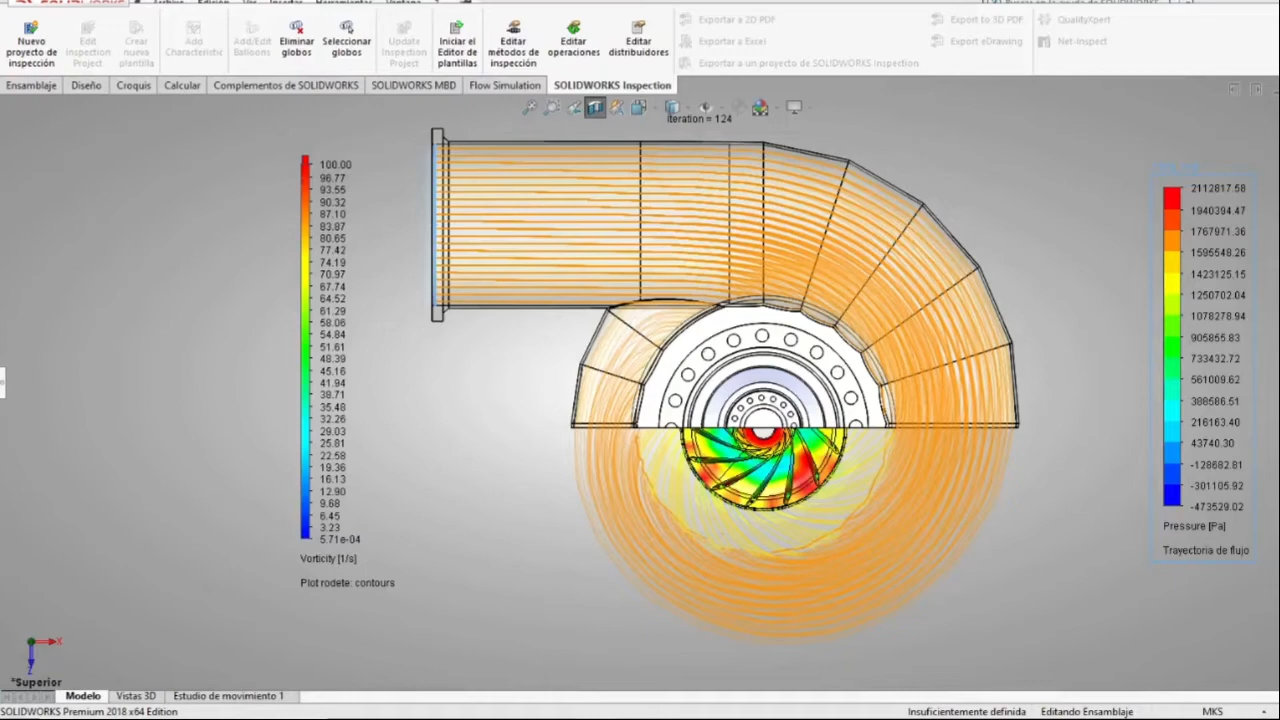 Nuevo proyecto de inspección
Edit Inspection Project
Crear nueva plantilla
Add Characteristic
Add/Edit Balloons
Eliminar globos
Seleccionar globos
Update Inspection Project
Iniciar el Editor de plantillas
Editar métodos de inspección
Editar operaciones
Editar distribuidores
Exportar a 2D PDF
Exportar a Excel
Exportar a un proyecto de SOLIDWORKS Inspection
Export to 3D PDF
Export eDrawing
QualityXpert
Net-Inspect
Ensamblaje
Diseño
Croquis
Calcular
Complementos de SOLIDWORKS
SOLIDWORKS MBD
Flow Simulation
SOLIDWORKS Inspection
iteration = 124
100.00
96.77
93.55
90.32
87.10
83.87
80.65
77.42
74.19
70.97
67.74
64.52
61.29
58.06
54.84
51.61
48.39
45.16
41.94
38.71
35.48
32.26
29.03
25.81
22.58
19.36
16.13
12.90
9.68
6.45
3.23
5.71e-04
Vorticity [1/s]
Plot rodete: contours
2112817.58
1940394.47
1767971.36
1595548.26
1423125.15
1250702.04
1078278.94
905855.83
733432.72
561009.62
388586.51
216163.40
43740.30
-128682.81
-301105.92
-473529.02
Pressure [Pa]
Trayectoria de flujo
X
Z
*Superior
Modelo
Vistas 3D
Estudio de movimiento 1
SOLIDWORKS Premium 2018 x64 Edition
Insuficientemente definida
Editando Ensamblaje
MKS